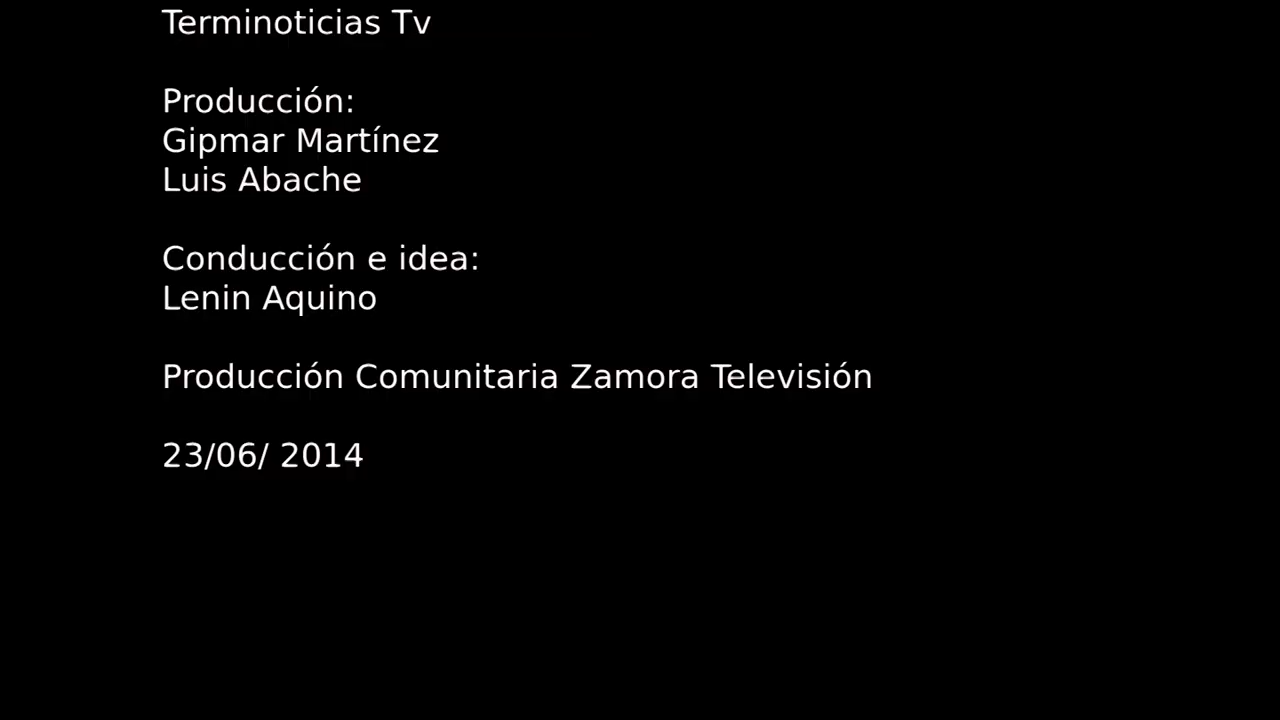 Terminoticias Tv
Producción:
Gipmar Martínez
Luis Abache
Conducción e idea:
Lenin Aquino
Producción Comunitaria Zamora Televisión
23/06/ 2014